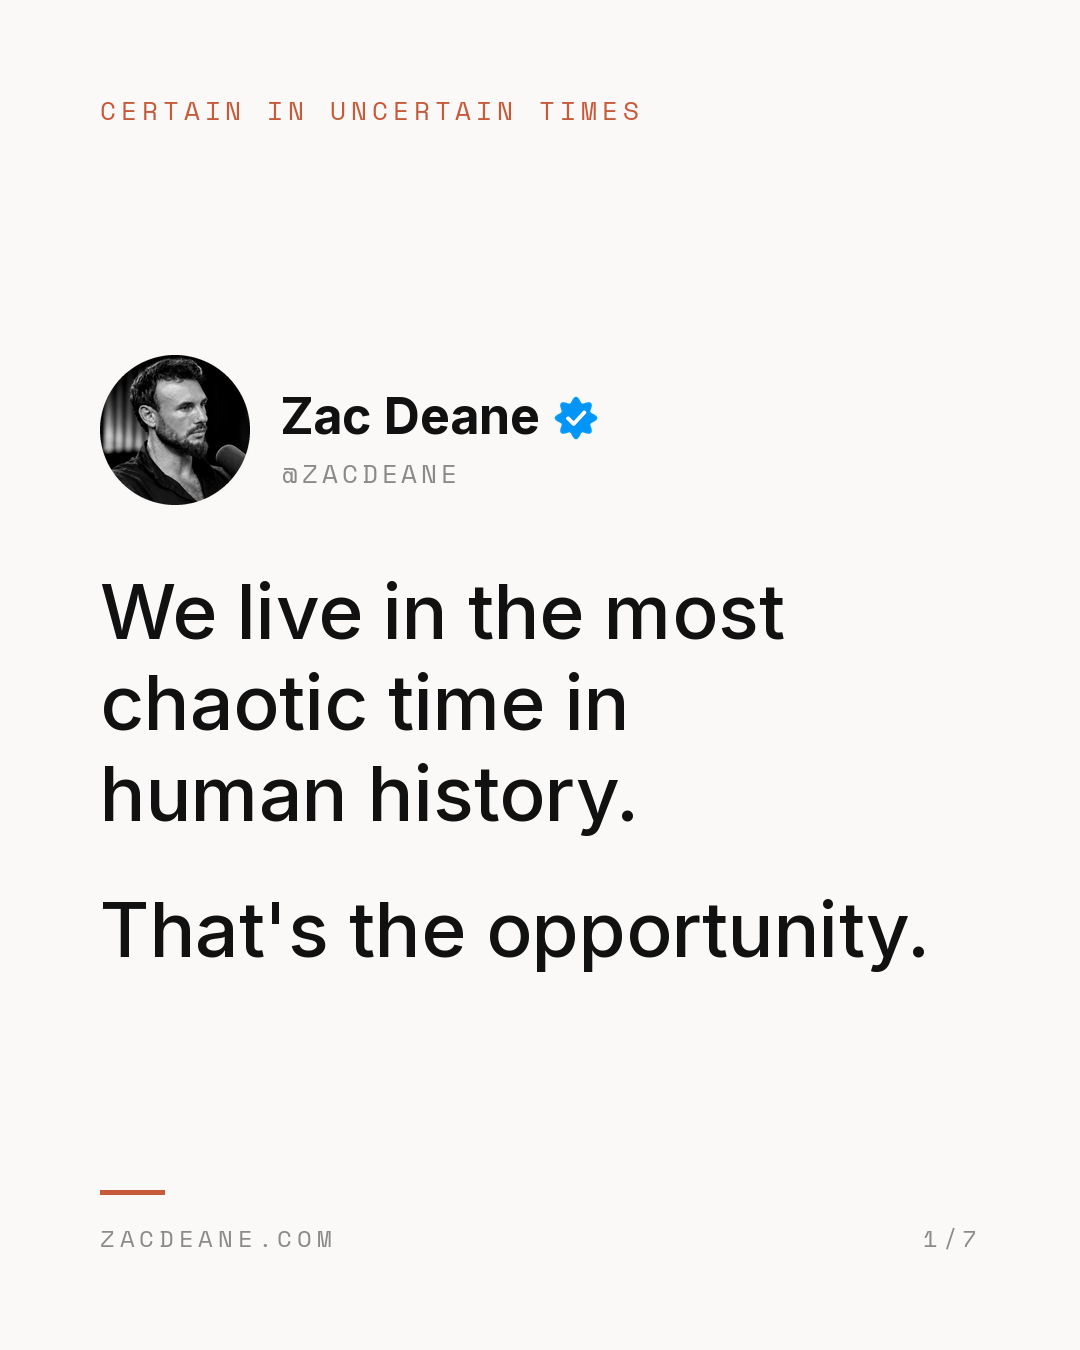 CERTAIN IN UNCERTAIN TIMES
Zac Deane
@ZACDEANE
We live in the most
chaotic time in
human history.
That's the opportunity.
ZACDEANE.COM
1/7